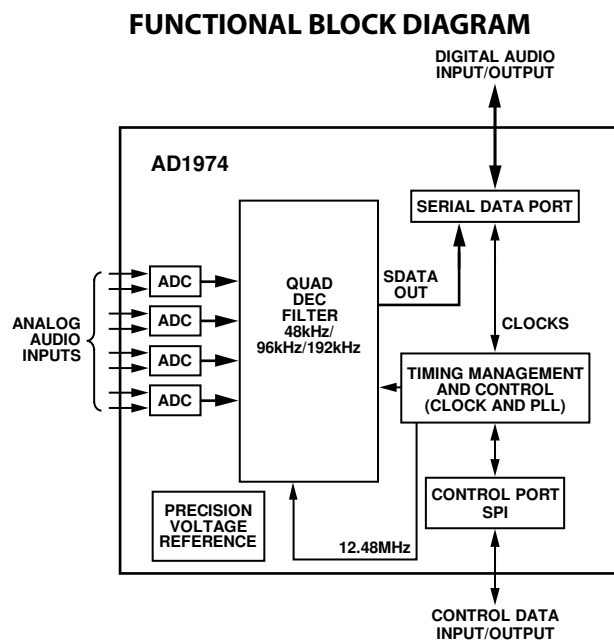 FUNCTIONAL BLOCK DIAGRAM
DIGITAL AUDIO
INPUT/OUTPUT
AD1974
SERIAL DATA PORT
QUAD
DEC
FILTER
48kHz/
96kHz/192kHz
SDATA
OUT
CLOCKS
ADC
ADC
ADC
ADC
ANALOG
AUDIO
INPUTS
TIMING MANAGEMENT
AND CONTROL
(CLOCK AND PLL)
PRECISION
VOLTAGE
REFERENCE
12.48MHz
CONTROL PORT
SPI
CONTROL DATA
INPUT/OUTPUT